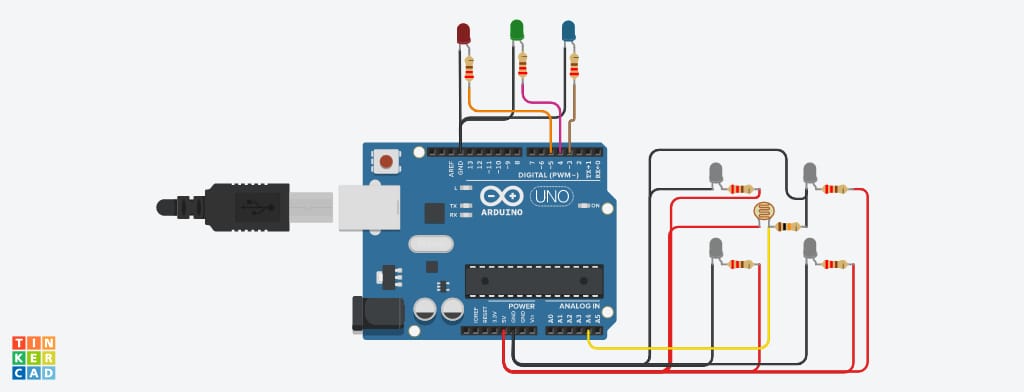 AREF
GND
13
12
~11
~10
~9
8
7
~6
~5
4
~3
2
TX→1
RX←0
DIGITAL (PWM~)
L
TX
RX
ARDUINO
UNO
ON
POWER
ANALOG IN
IOREF
RESET
3.3V
5V
GND
GND
Vin
A0
A1
A2
A3
A4
A5
TIN
KER
CAD